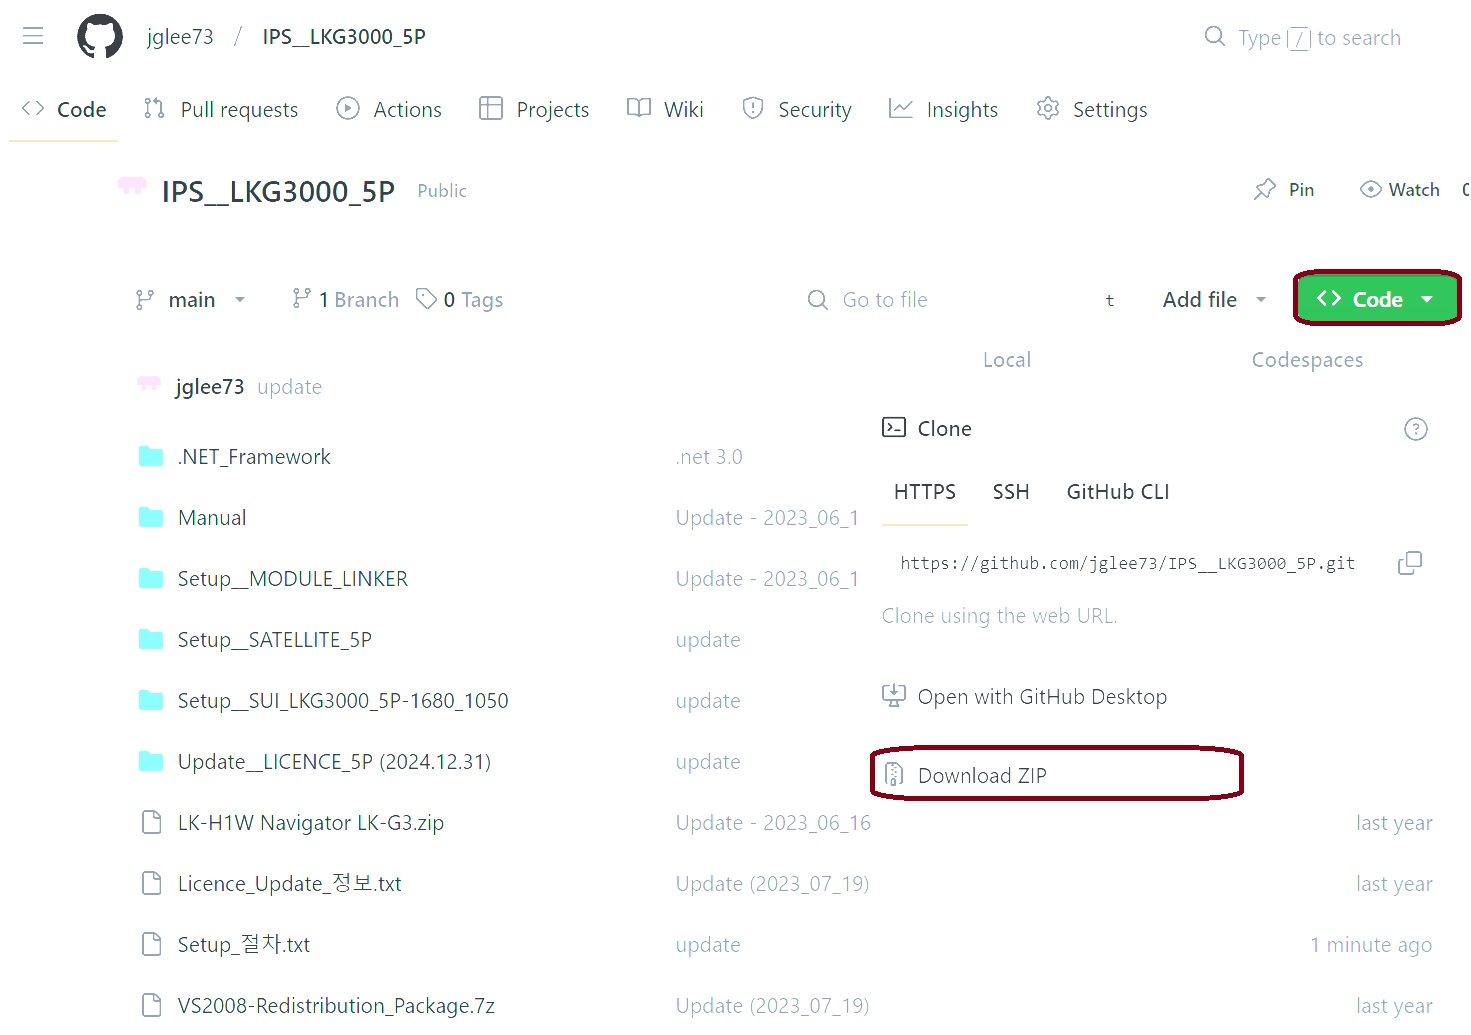 jglee73 / IPS__LKG3000_5P
Type / to search
Code Pull requests Actions Projects Wiki Security Insights Settings
IPS__LKG3000_5P Public
Pin Watch 0
main 1 Branch 0 Tags
Go to file t Add file Code
Local Codespaces
jglee73 update
Clone
HTTPS SSH GitHub CLI
https://github.com/jglee73/IPS__LKG3000_5P.git
Clone using the web URL.
Open with GitHub Desktop
Download ZIP
.NET_Framework .net 3.0
Manual Update - 2023_06_1
Setup__MODULE_LINKER Update - 2023_06_1
Setup__SATELLITE_5P update
Setup__SUI_LKG3000_5P-1680_1050 update
Update__LICENCE_5P (2024.12.31) update
LK-H1W Navigator LK-G3.zip Update - 2023_06_16 last year
Licence_Update_정보.txt Update (2023_07_19) last year
Setup_절차.txt update 1 minute ago
VS2008-Redistribution_Package.7z Update (2023_07_19) last year